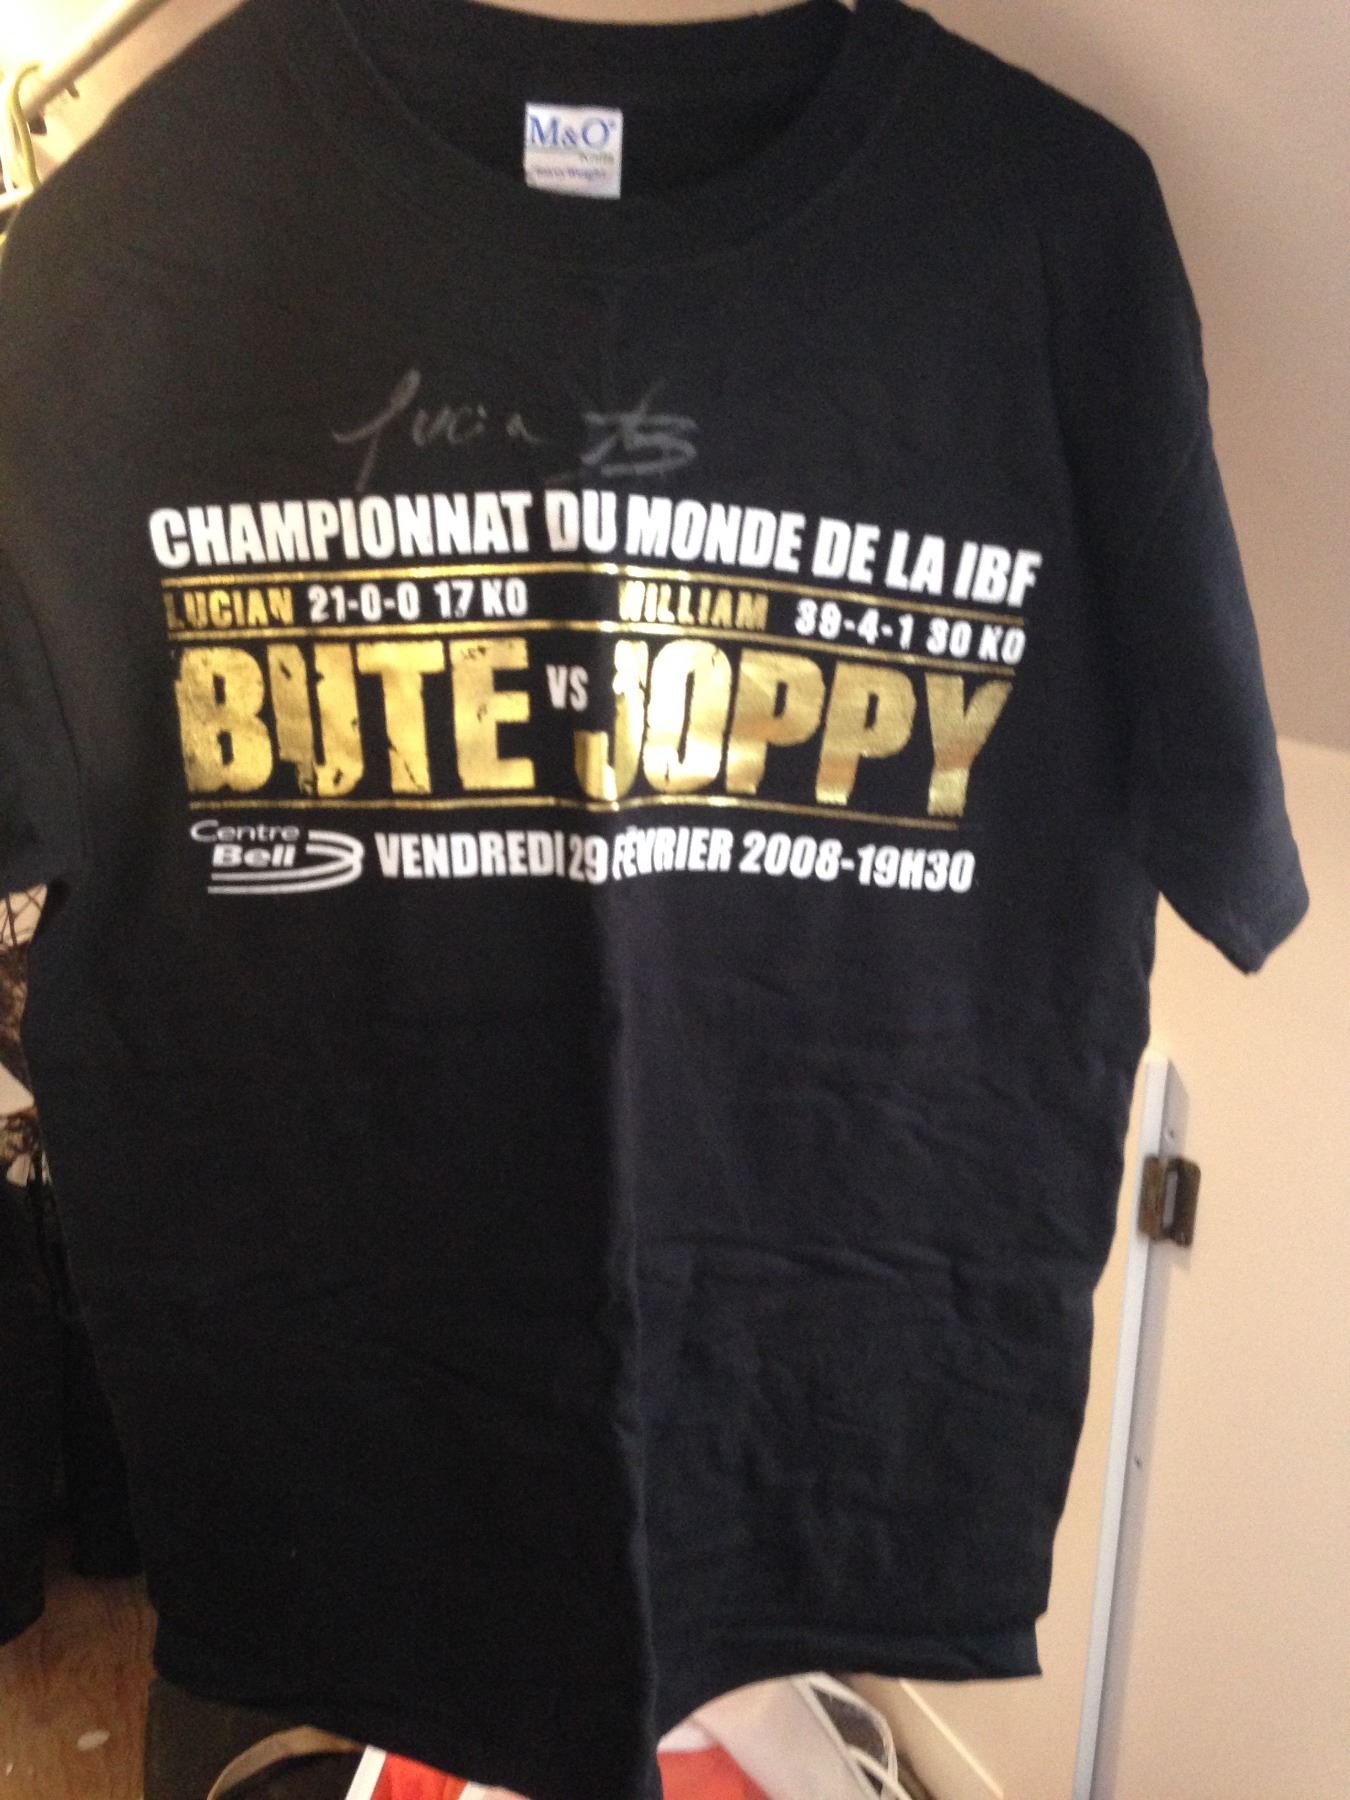 M&O
Lucian
CHAMPIONNAT DU MONDE DE LA IBF
LUCIAN 21-0-0 17 KO WILLIAM 39-4-1 30 KO
BUTE VS JOPPY
Centre
Bell VENDREDI 29 FÉVRIER 2008-19H30